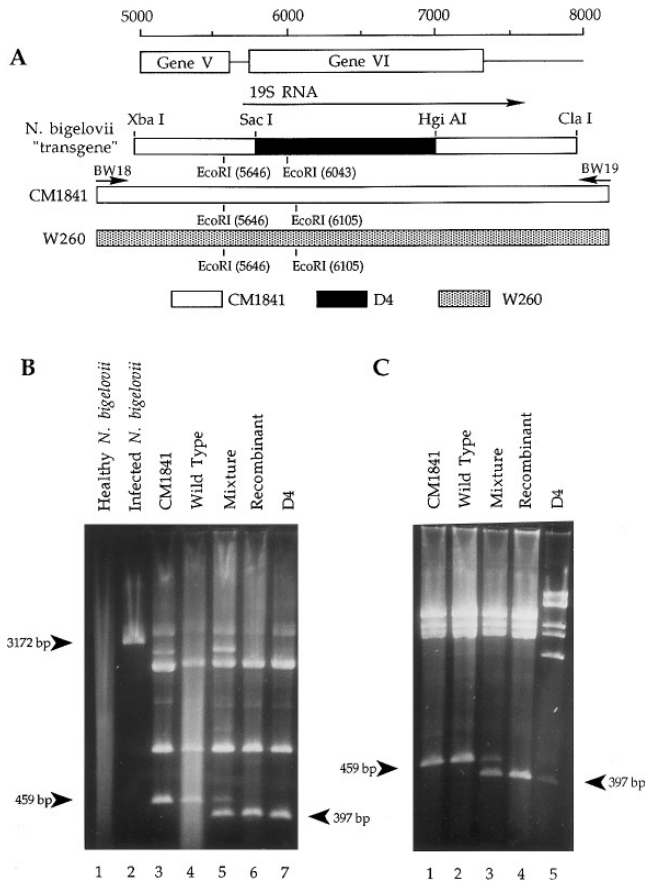 5000 6000 7000 8000
A
Gene V Gene VI
19S RNA
Xba I Sac I Hgi AI Cla I
N. bigelovii
"transgene"
BW18 EcoRI (5646) EcoRI (6043) BW19
CM1841
EcoRI (5646) EcoRI (6105)
W260
EcoRI (5646) EcoRI (6105)
CM1841 D4 W260
B
Healthy N. bigelovii
Infected N. bigelovii
CM1841
Wild Type
Mixture
Recombinant
D4
3172 bp
459 bp
397 bp
1 2 3 4 5 6 7
C
CM1841
Wild Type
Mixture
Recombinant
D4
459 bp
397 bp
1 2 3 4 5